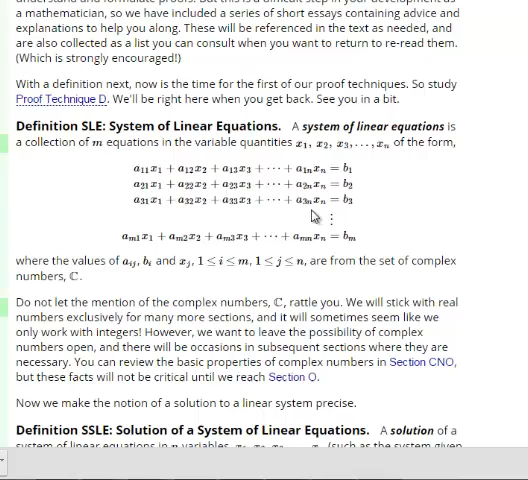 a mathematician, so we have included a series of short essays containing advice and
explanations to help you along. These will be referenced in the text as needed, and
are also collected as a list you can consult when you want to return to re-read them.
(Which is strongly encouraged!)
With a definition next, now is the time for the first of our proof techniques. So study
Proof Technique D. We'll be right here when you get back. See you in a bit.
Definition SLE: System of Linear Equations. A system of linear equations is
a collection of m equations in the variable quantities x₁, x₂, x₃, . . . , xₙ of the form,
a₁₁x₁ + a₁₂x₂ + a₁₃x₃ + ⋯ + a₁ₙxₙ = b₁
a₂₁x₁ + a₂₂x₂ + a₂₃x₃ + ⋯ + a₂ₙxₙ = b₂
a₃₁x₁ + a₃₂x₂ + a₃₃x₃ + ⋯ + a₃ₙxₙ = b₃
⋮
aₘ₁x₁ + aₘ₂x₂ + aₘ₃x₃ + ⋯ + aₘₙxₙ = bₘ
where the values of aᵢⱼ, bᵢ and xⱼ, 1 ≤ i ≤ m, 1 ≤ j ≤ n, are from the set of complex
numbers, ℂ.
Do not let the mention of the complex numbers, ℂ, rattle you. We will stick with real
numbers exclusively for many more sections, and it will sometimes seem like we
only work with integers! However, we want to leave the possibility of complex
numbers open, and there will be occasions in subsequent sections where they are
necessary. You can review the basic properties of complex numbers in Section CNO,
but these facts will not be critical until we reach Section O.
Now we make the notion of a solution to a linear system precise.
Definition SSLE: Solution of a System of Linear Equations. A solution of a
system of linear equations in n variables, (such as the system given